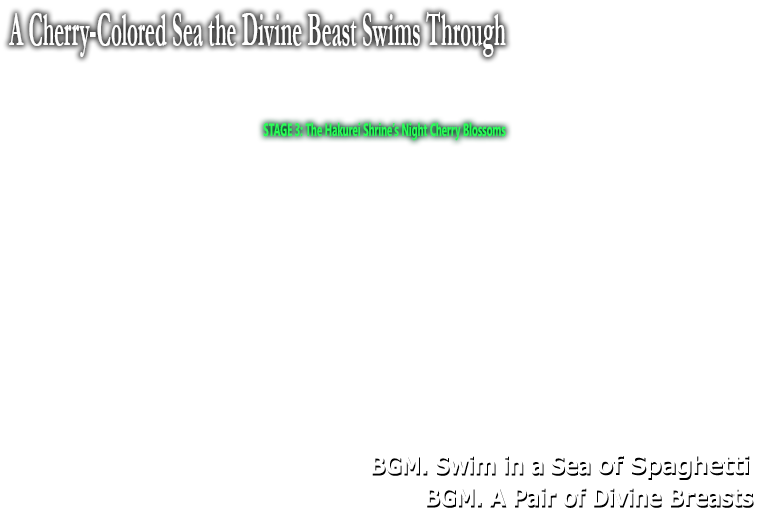 A Cherry-Colored Sea the Divine Beast Swims Through
STAGE 3: The Hakurei Shrine's Night Cherry Blossoms
BGM. Swim in a Sea of Spaghetti
BGM. A Pair of Divine Breasts